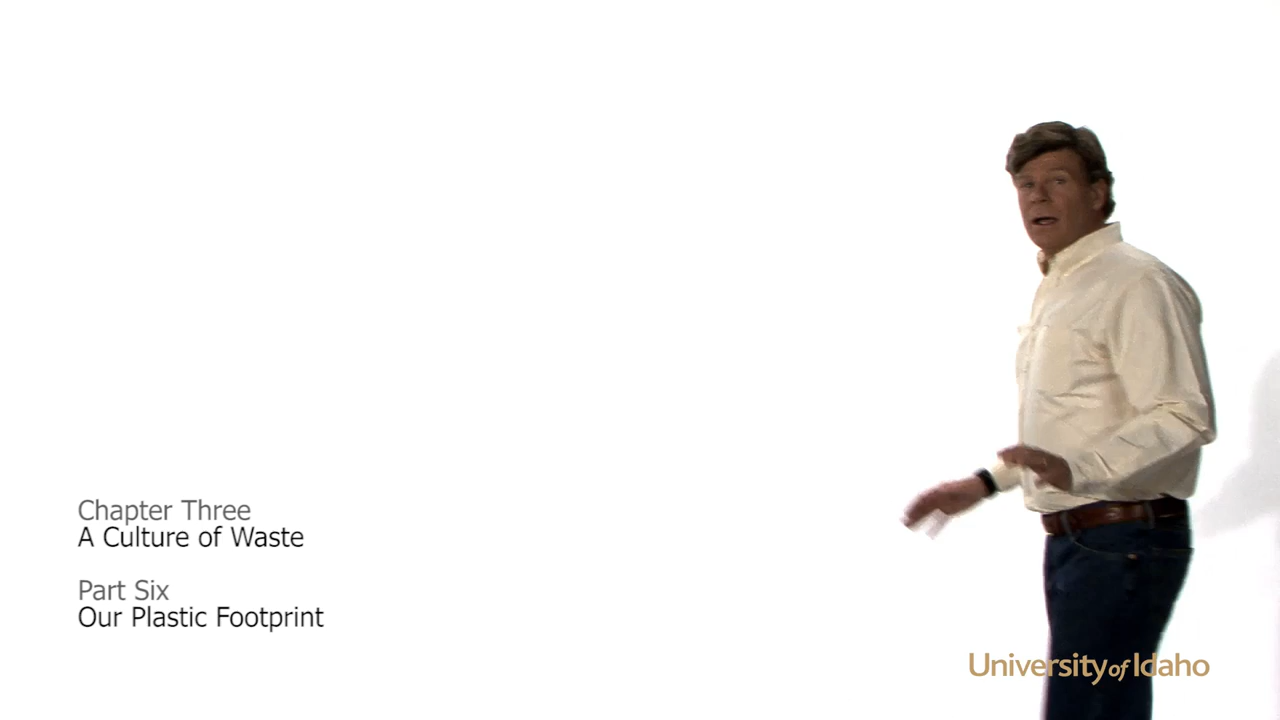 Chapter Three
A Culture of Waste
Part Six
Our Plastic Footprint
University of Idaho